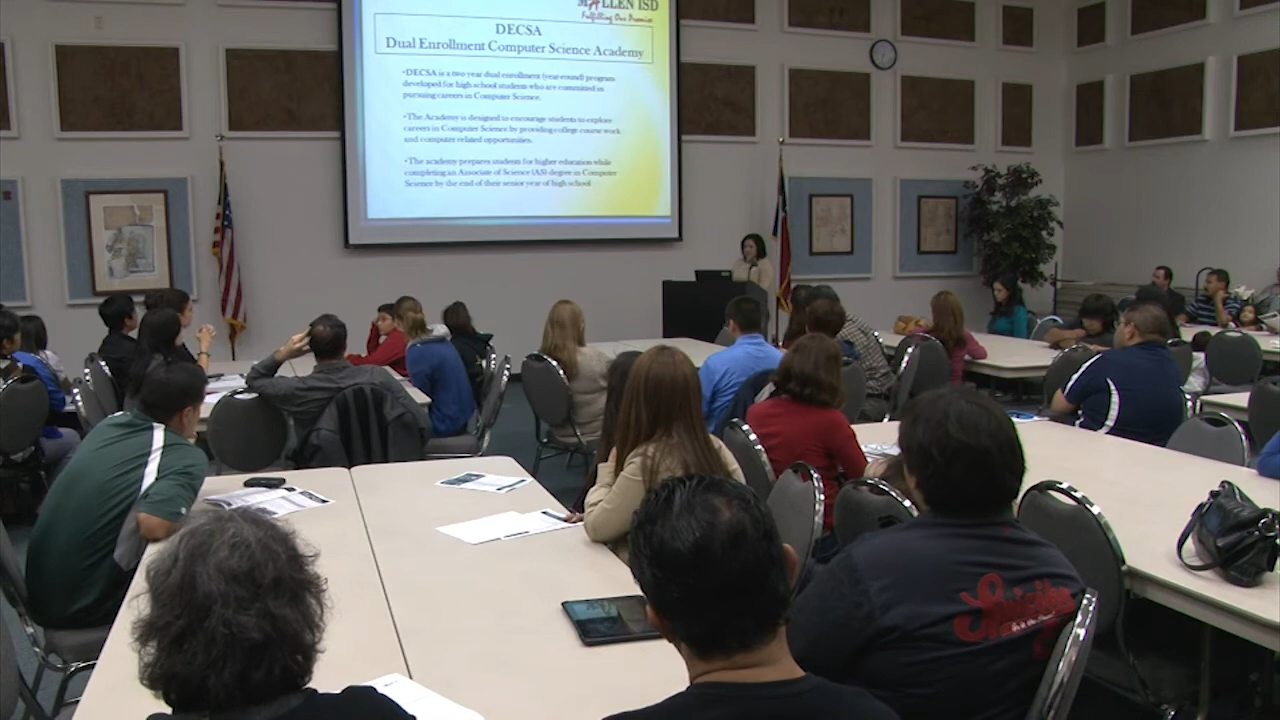 McALLEN ISD
Fulfilling Our Promise
DECSA
Dual Enrollment Computer Science Academy
•DECSA is a two year dual enrollment (year-round) program
developed for high school students who are committed in
pursuing careers in Computer Science.
•The Academy is designed to encourage students to explore
careers in Computer Science by providing college course work
and computer related opportunities.
•The academy prepares students for higher education while
completing an Associate of Science (AS) degree in Computer
Science by the end of their senior year of high school